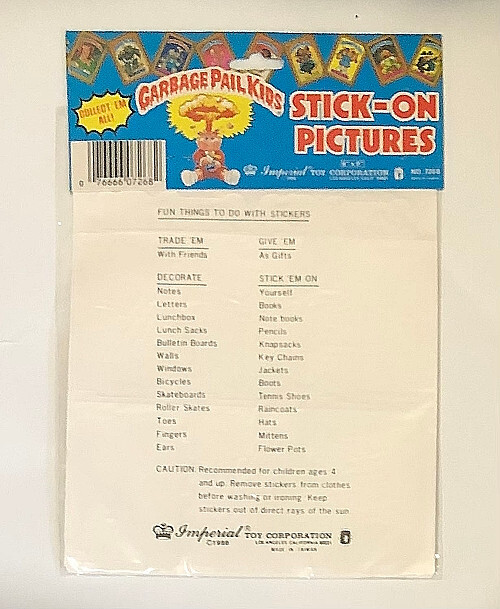 COLLECT 'EM
ALL!
GARBAGE PAIL KIDS
STICK-ON
PICTURES
Imperial TOY CORPORATION
NO. 7268
0 76666 07268
FUN THINGS TO DO WITH STICKERS
TRADE 'EM GIVE 'EM
With Friends As Gifts
DECORATE STICK 'EM ON
Notes Yourself
Letters Books
Lunchbox Note books
Lunch Sacks Pencils
Bulletin Boards Knapsacks
Walls Key Chains
Windows Jackets
Bicycles Boots
Skateboards Tennis Shoes
Roller Skates Raincoats
Toes Hats
Fingers Mittens
Ears Flower Pots
CAUTION: Recommended for children ages 4
and up. Remove stickers from clothes
before washing or ironing. Keep
stickers out of direct rays of the sun.
Imperial® TOY CORPORATION
©1988 LOS ANGELES, CALIFORNIA 90021
MADE IN TAIWAN